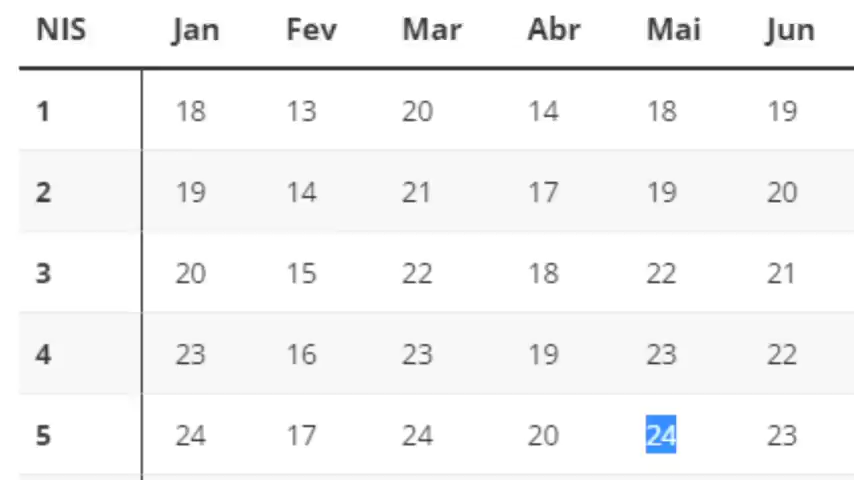 NIS Jan Fev Mar Abr Mai Jun
1 18 13 20 14 18 19
2 19 14 21 17 19 20
3 20 15 22 18 22 21
4 23 16 23 19 23 22
5 24 17 24 20 24 23